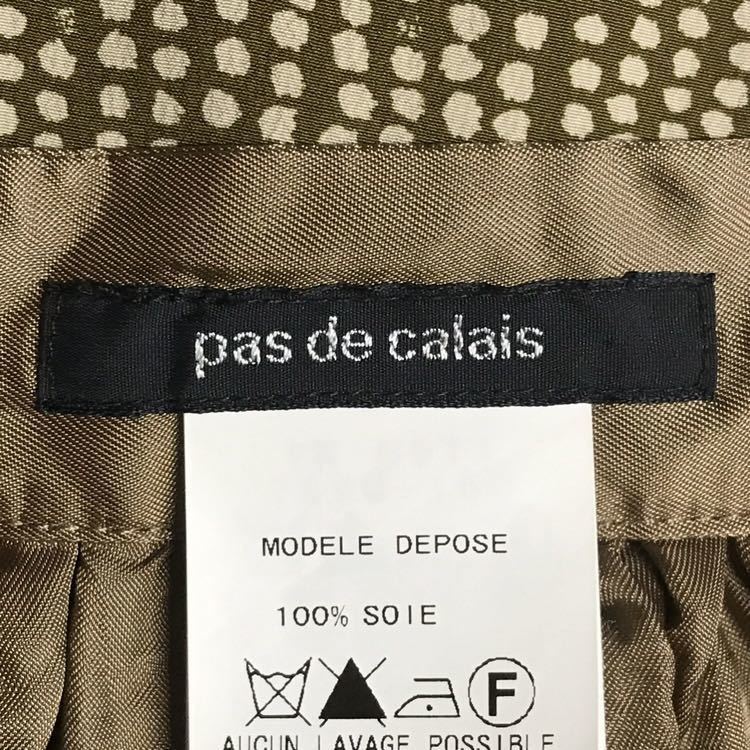 pas de calais
MODELE DEPOSE
100% SOIE
F
AUCUN LAVAGE POSSIBLE